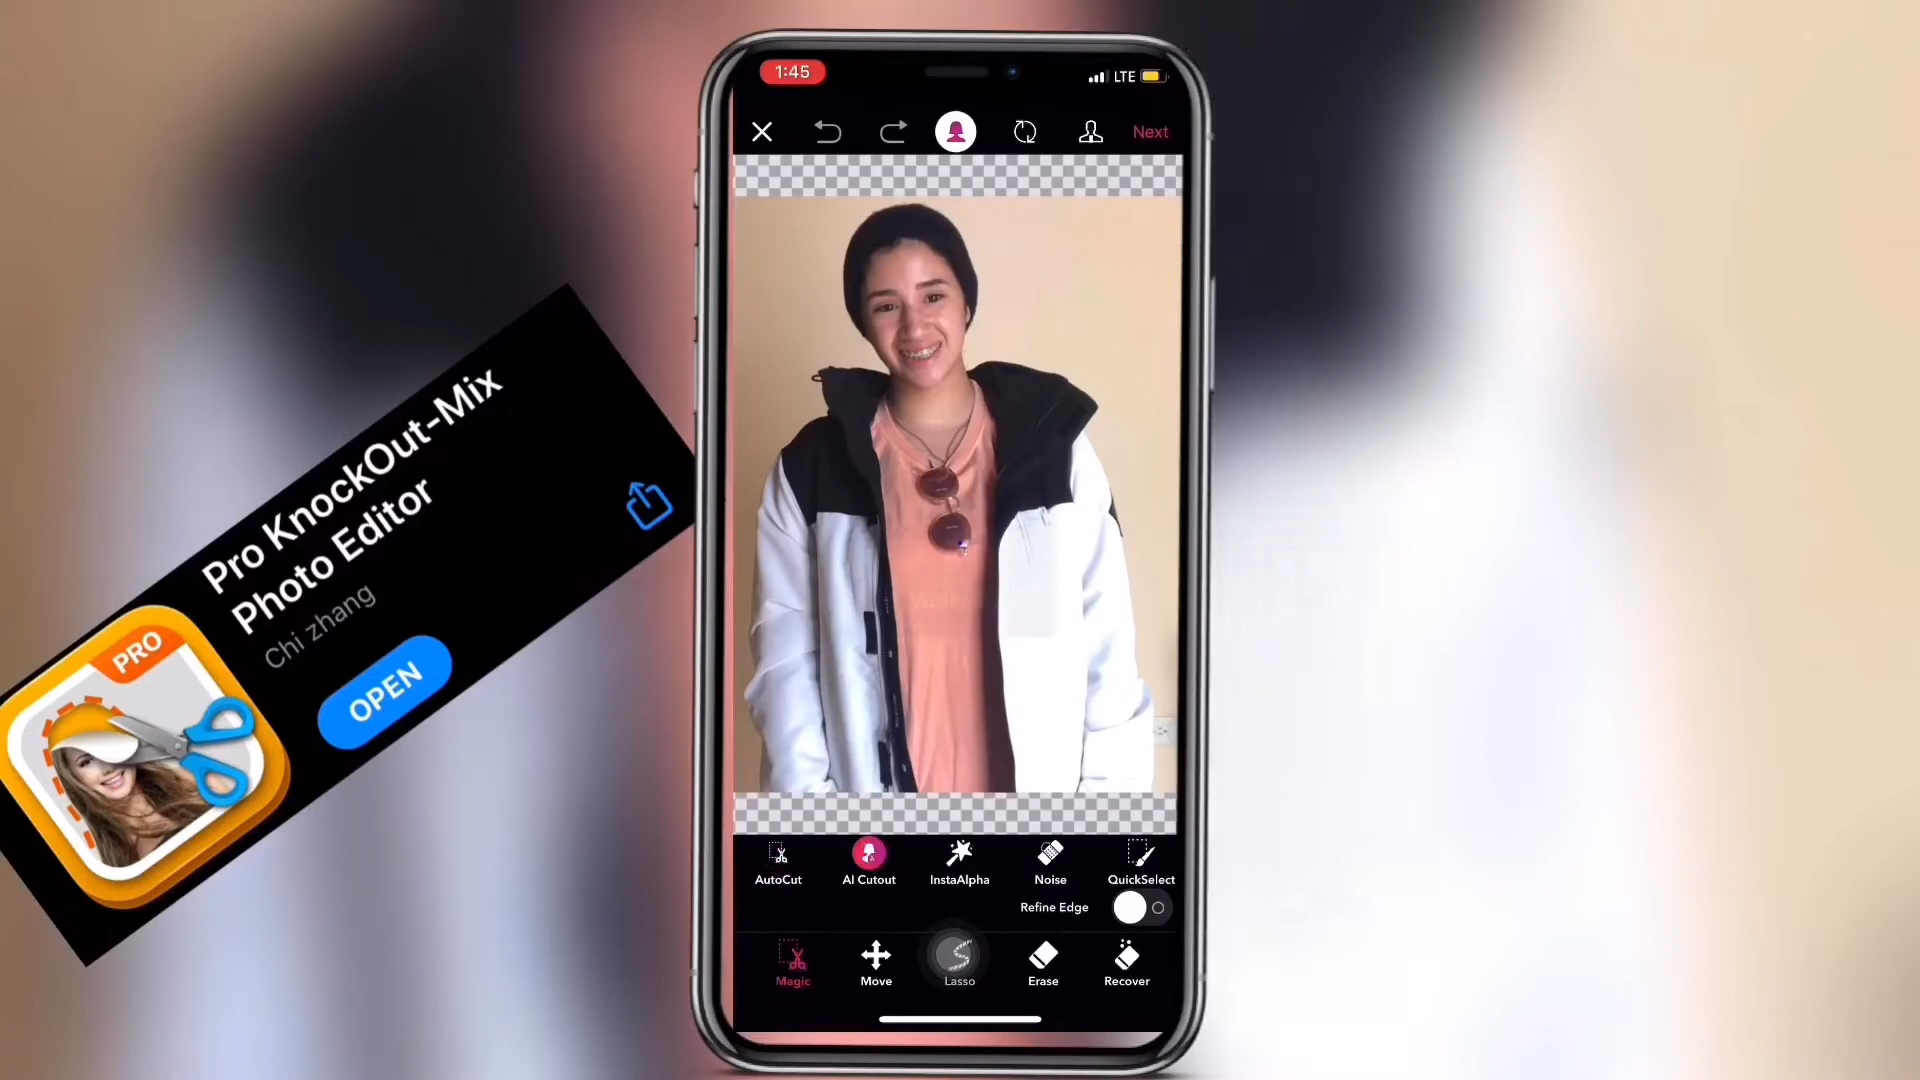 1:45
LTE
Next
Pro KnockOut-Mix
Photo Editor
Chi zhang
OPEN
PRO
AutoCut
AI Cutout
InstaAlpha
Noise
QuickSelect
Refine Edge
Magic
Move
Lasso
Erase
Recover